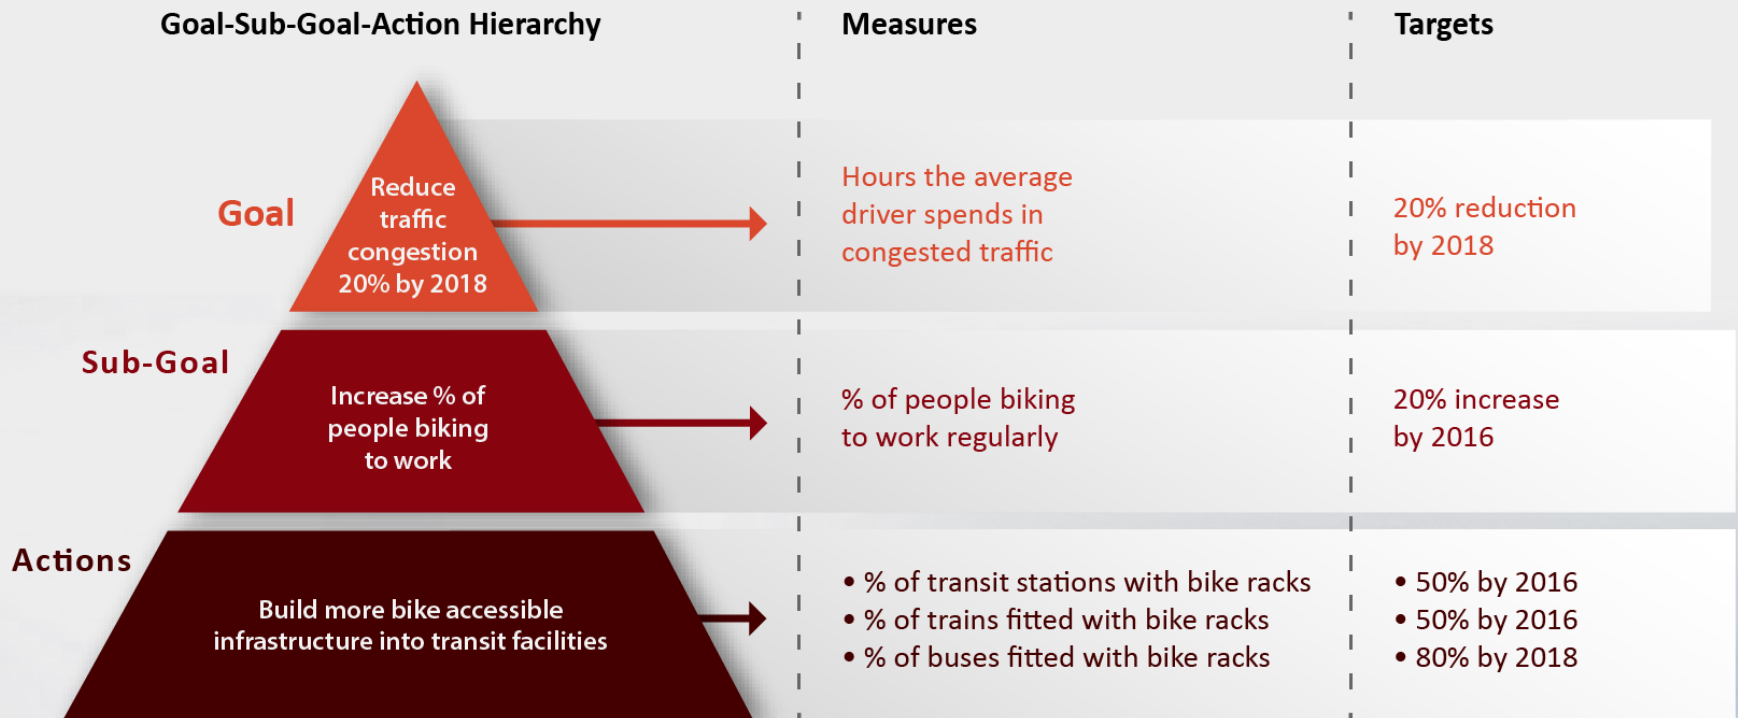 Goal-Sub-Goal-Action Hierarchy
Measures
Targets
Goal
Reduce
traffic
congestion
20% by 2018
Hours the average
driver spends in
congested traffic
20% reduction
by 2018
Sub-Goal
Increase % of
people biking
to work
% of people biking
to work regularly
20% increase
by 2016
Actions
Build more bike accessible
infrastructure into transit facilities
• % of transit stations with bike racks
• % of trains fitted with bike racks
• % of buses fitted with bike racks
• 50% by 2016
• 50% by 2016
• 80% by 2018